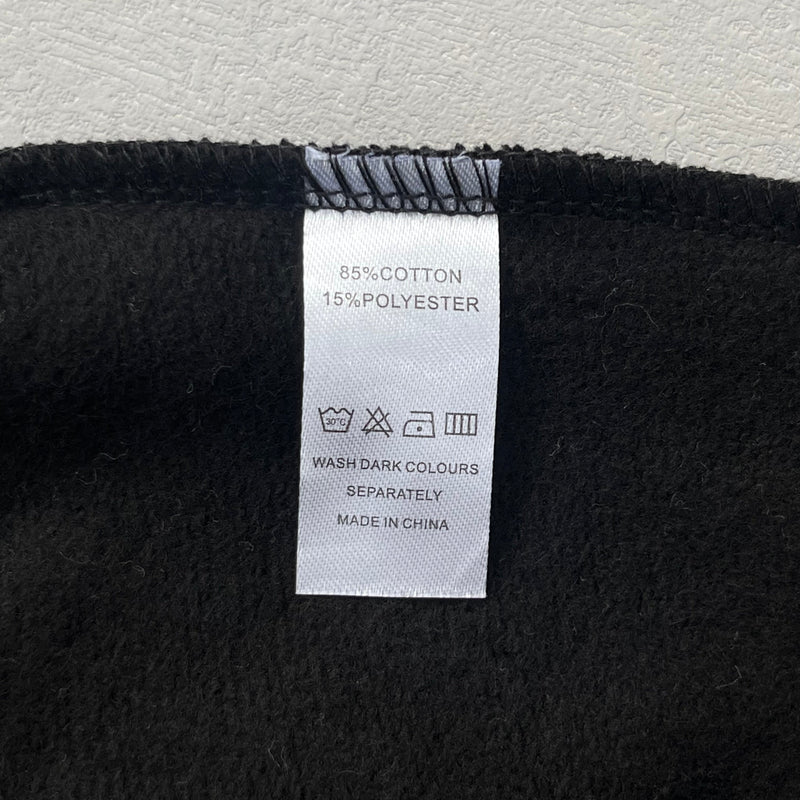 85%COTTON
15%POLYESTER
30°C
WASH DARK COLOURS
SEPARATELY
MADE IN CHINA